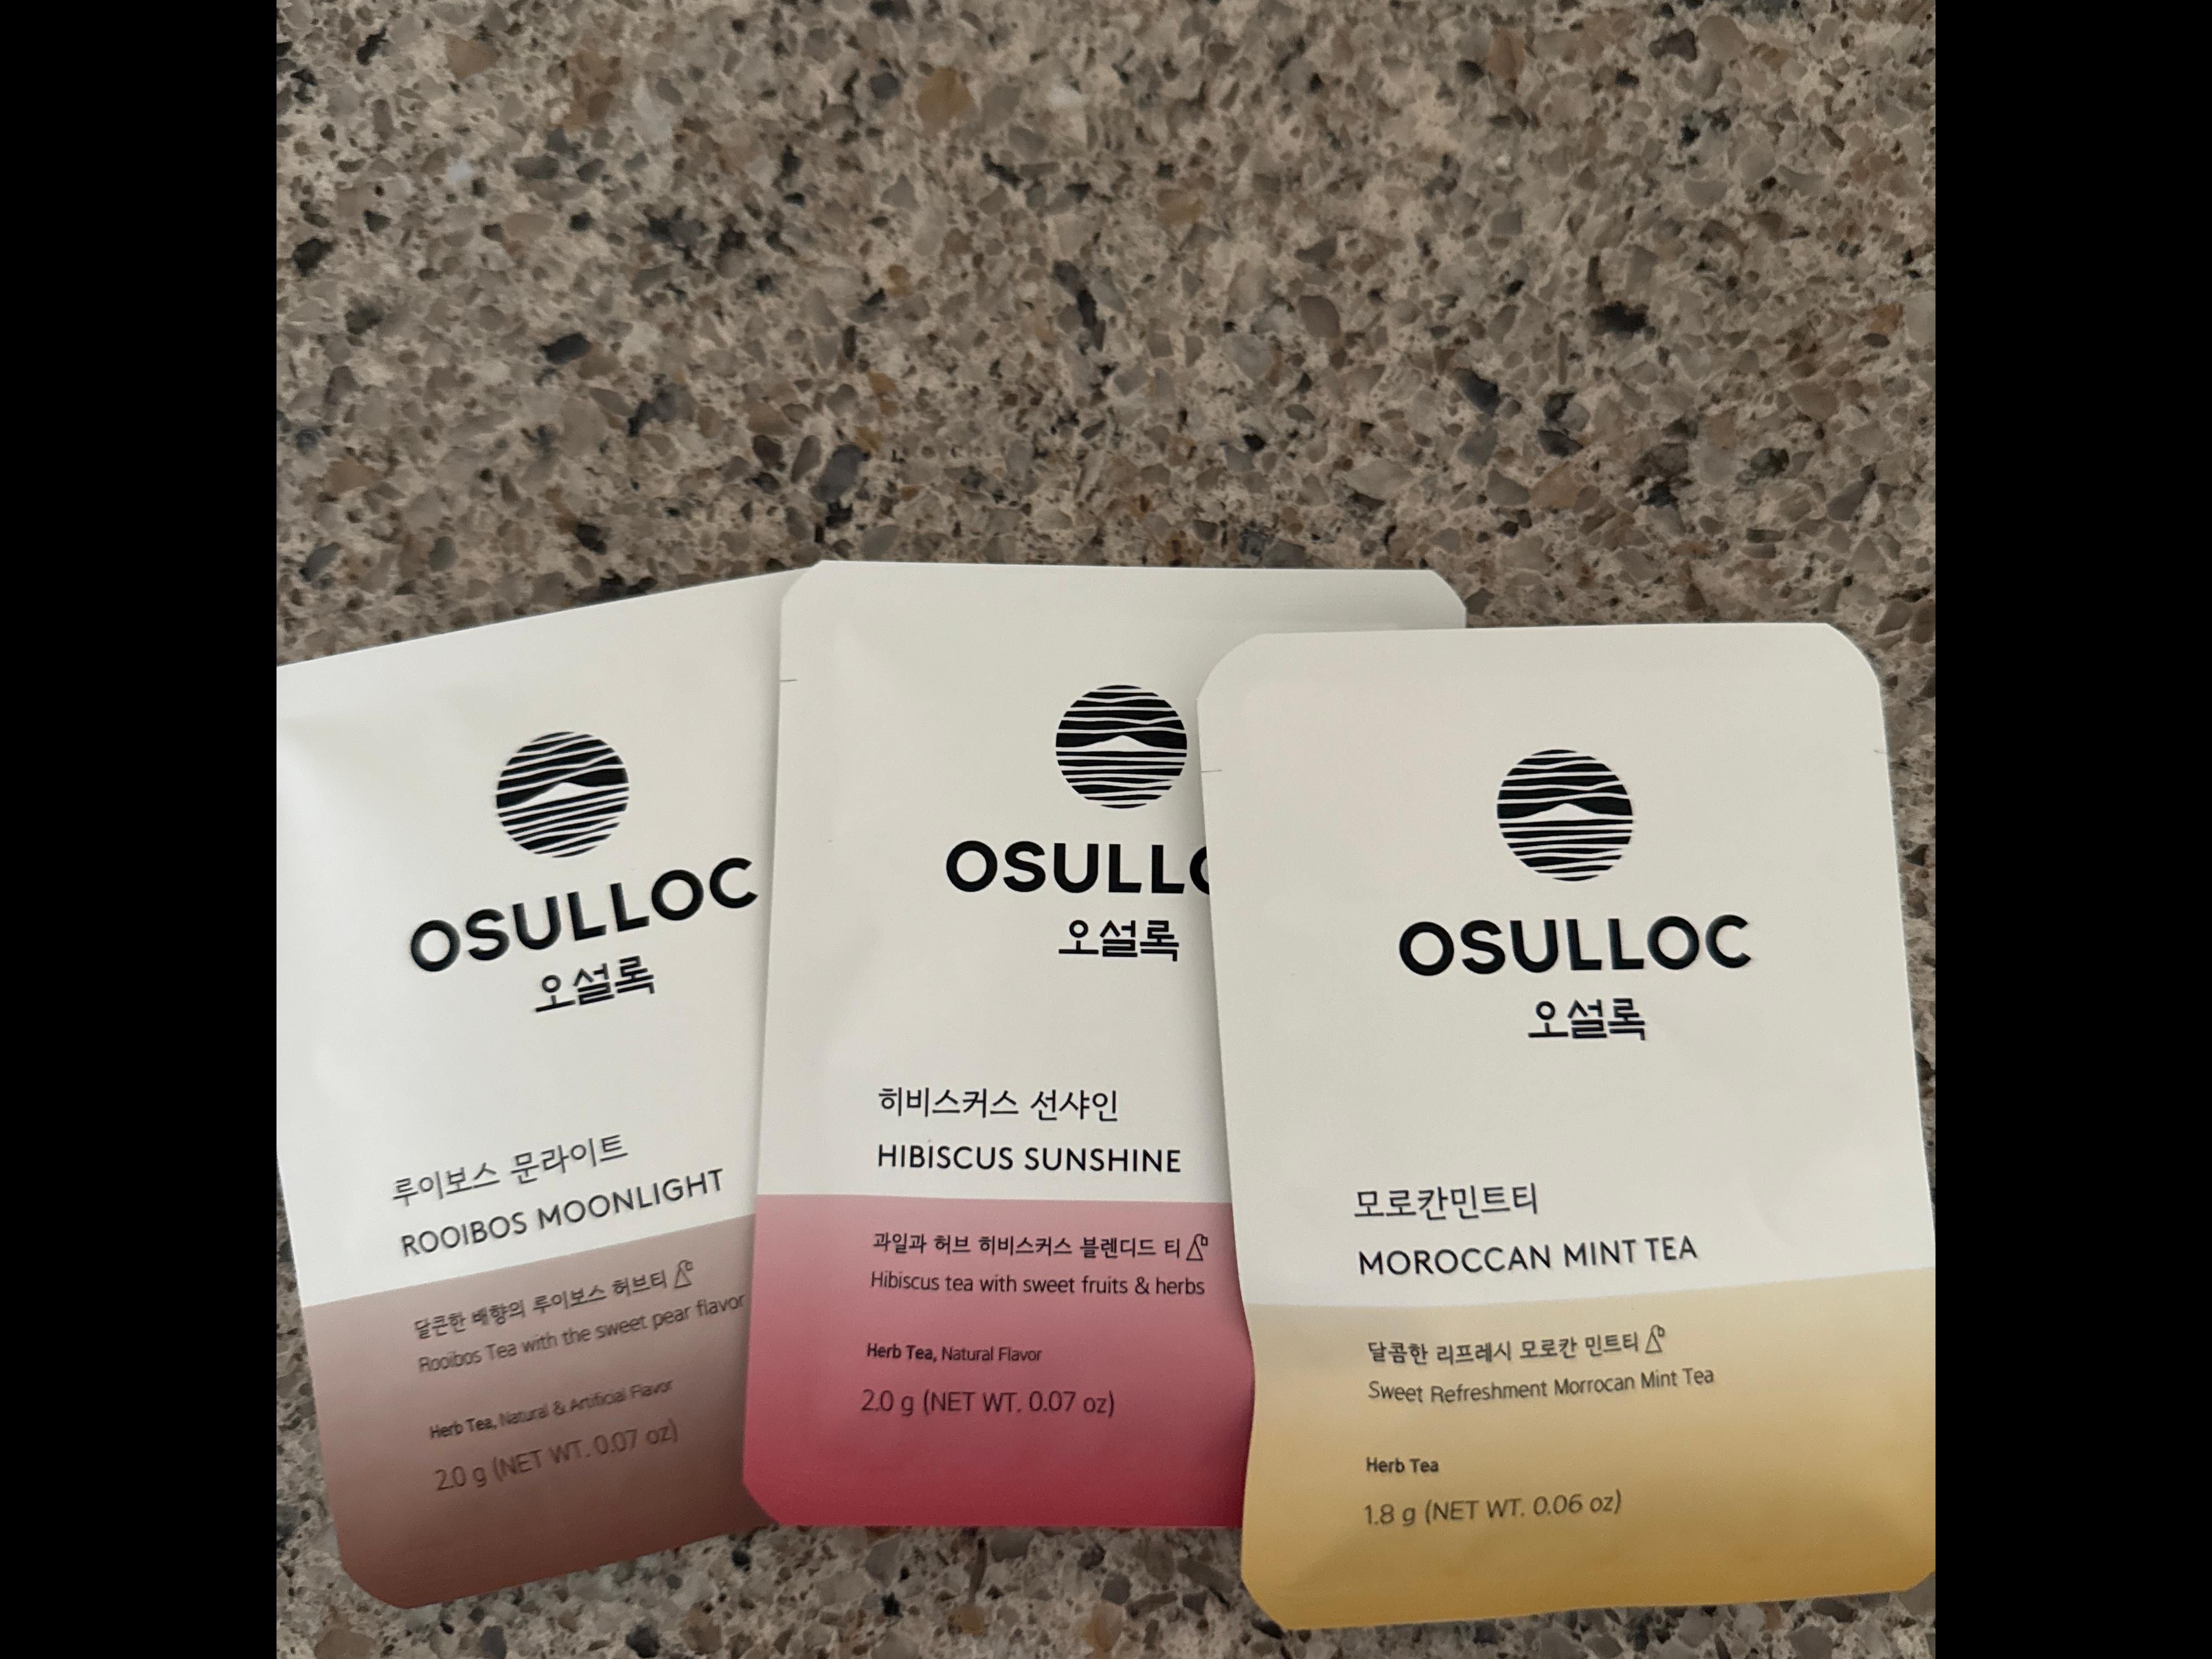 OSULLOC
오설록
루이보스 문라이트
ROOIBOS MOONLIGHT
달큰한 배향의 루이보스 허브티
Rooibos Tea with the sweet pear flavor
Herb Tea, Natural & Artificial Flavor
2.0 g (NET WT. 0.07 oz)
OSULLO
오설록
히비스커스 선샤인
HIBISCUS SUNSHINE
과일과 허브 히비스커스 블렌디드 티
Hibiscus tea with sweet fruits & herbs
Herb Tea, Natural Flavor
2.0 g (NET WT. 0.07 oz)
OSULLOC
오설록
모로칸민트티
MOROCCAN MINT TEA
달콤한 리프레시 모로칸 민트티
Sweet Refreshment Morrocan Mint Tea
Herb Tea
1.8 g (NET WT. 0.06 oz)